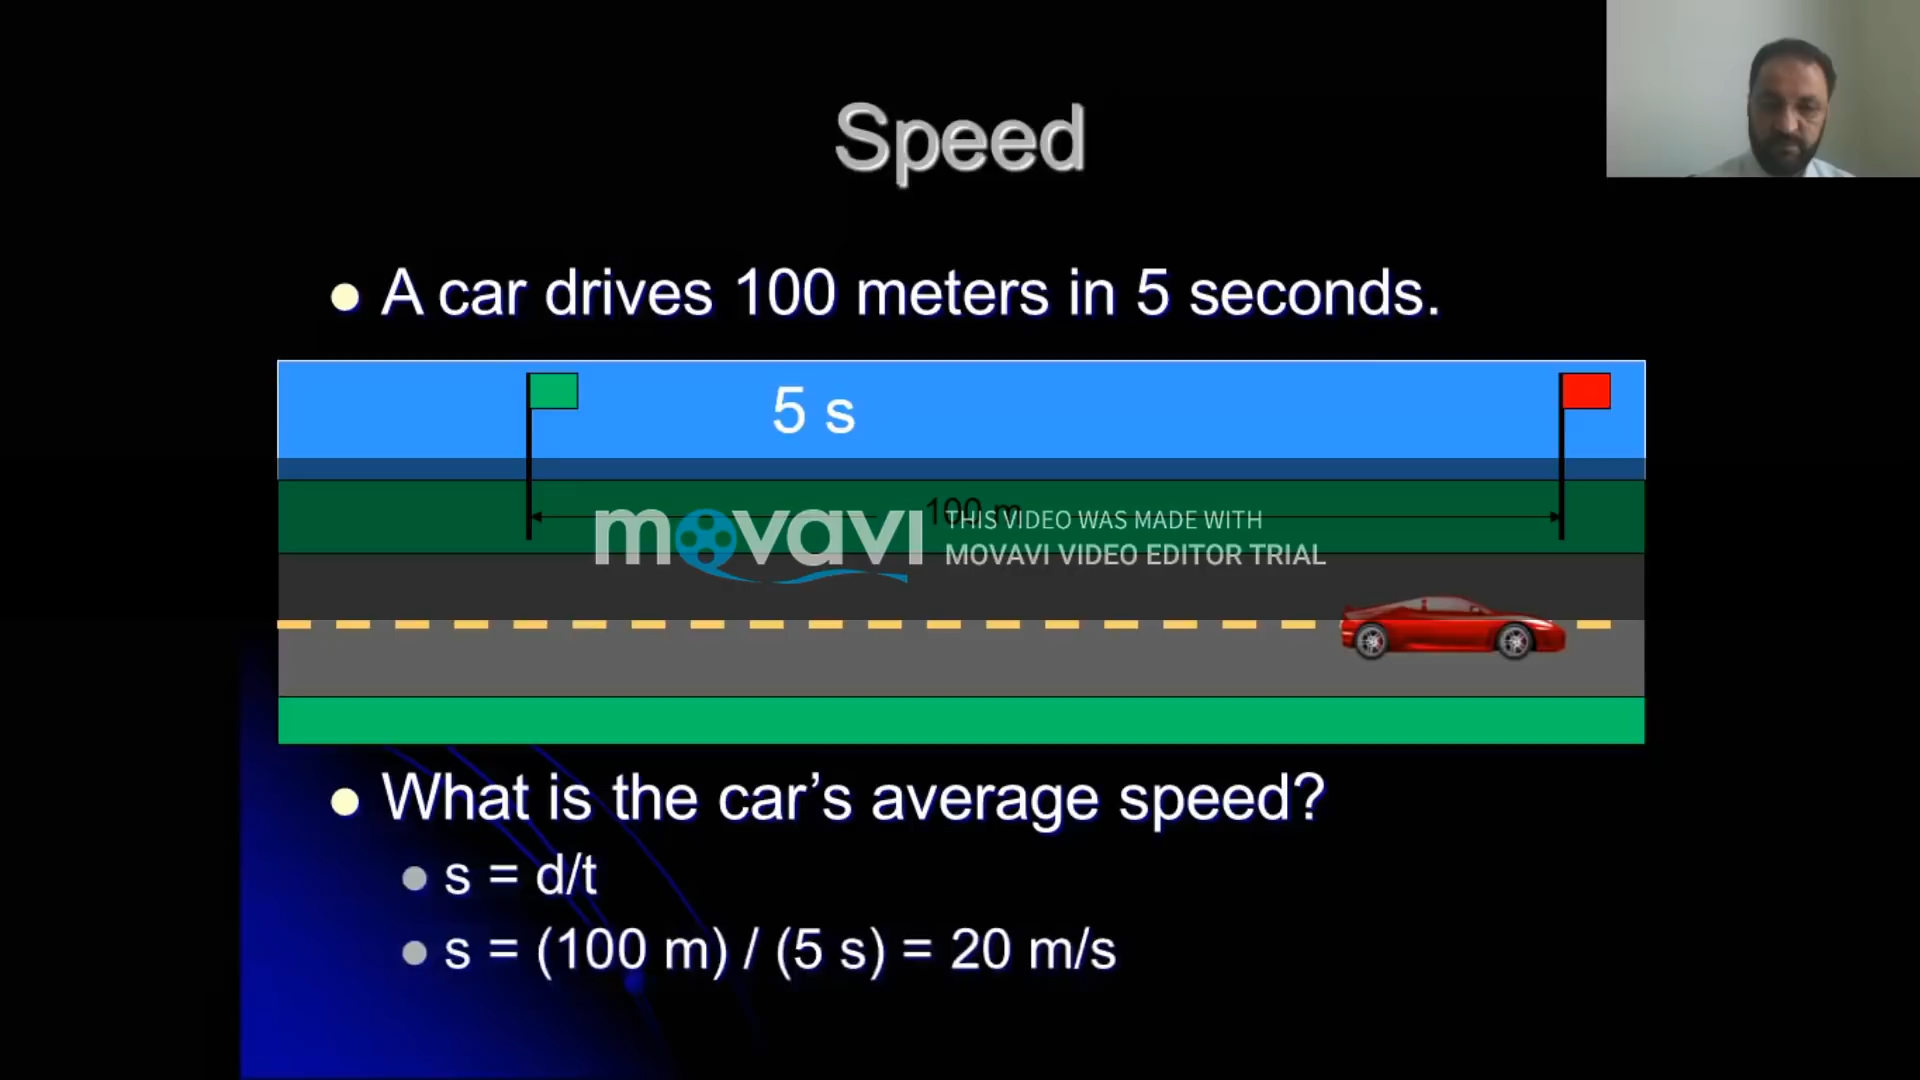 Speed
A car drives 100 meters in 5 seconds.
5 s
100 m
movavi
THIS VIDEO WAS MADE WITH
MOVAVI VIDEO EDITOR TRIAL
What is the car’s average speed?
s = d/t
s = (100 m) / (5 s) = 20 m/s